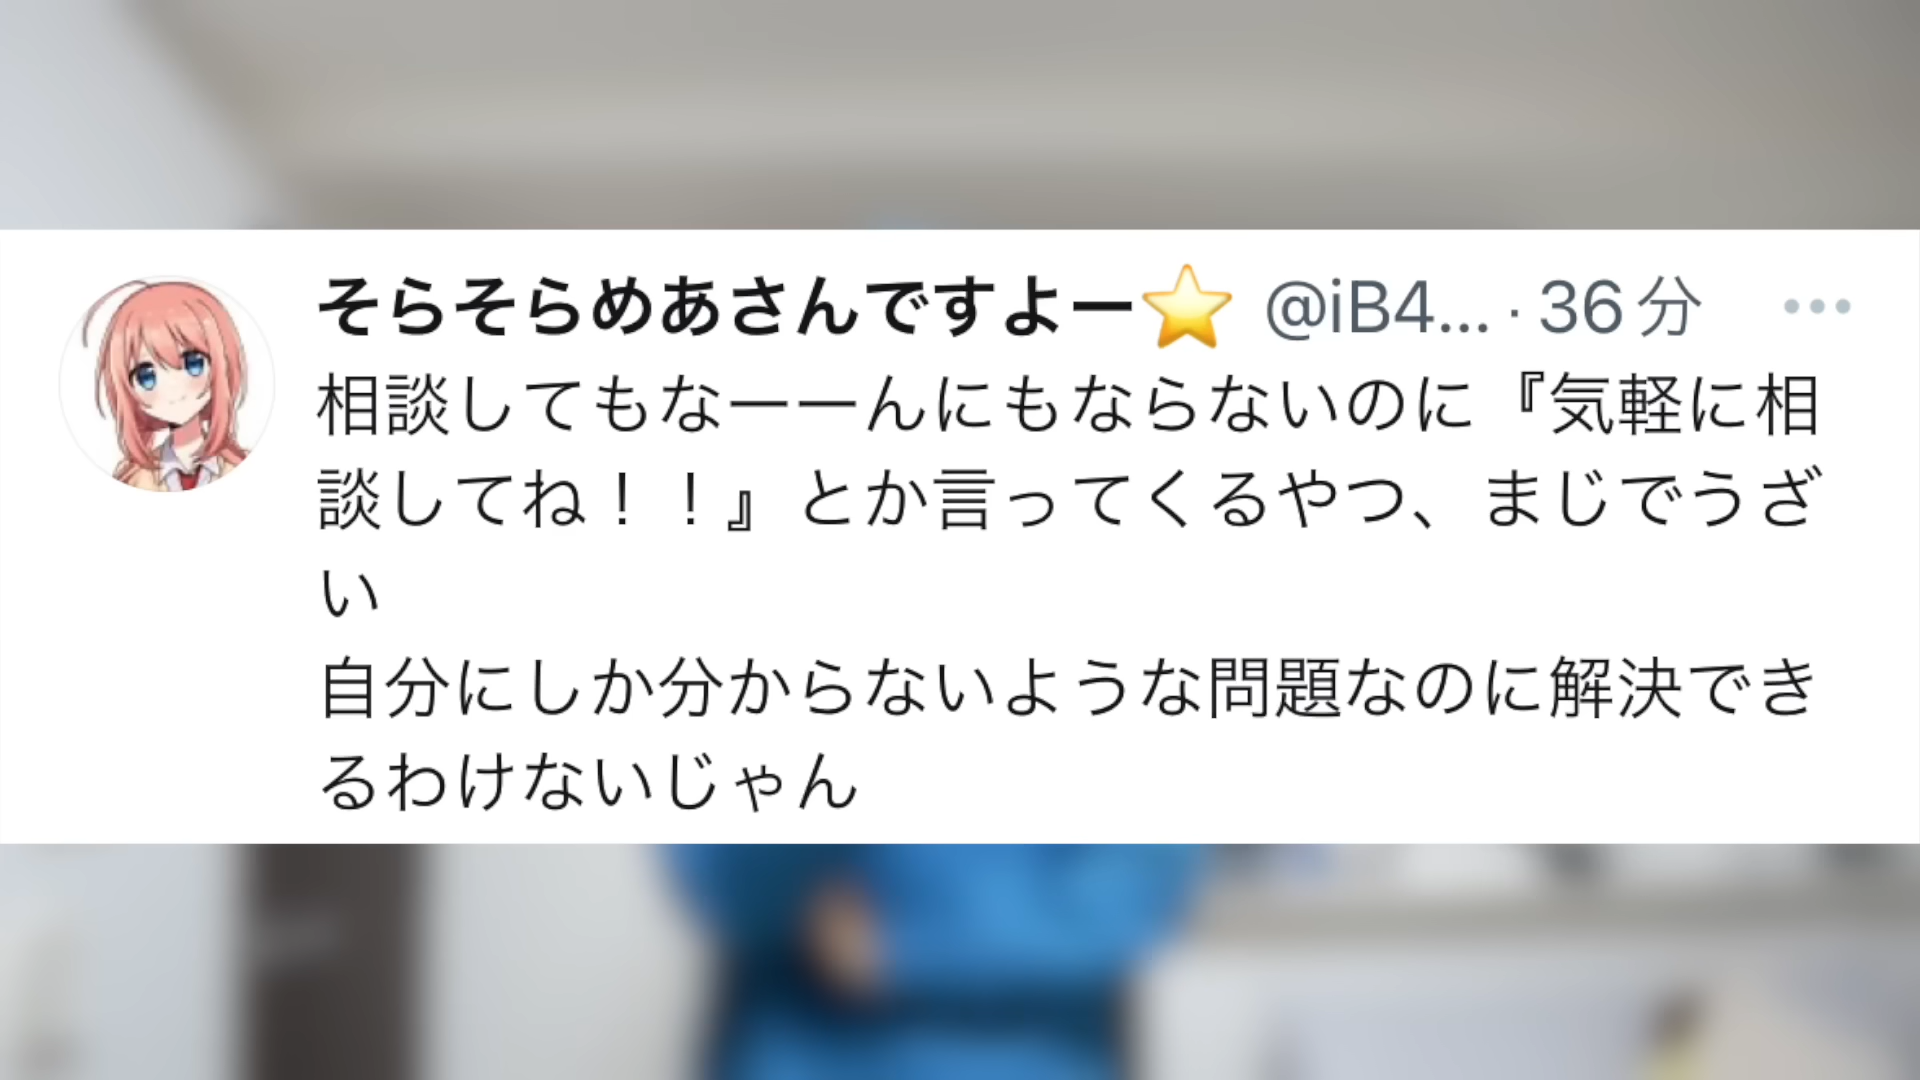 そらそらめあさんですよー⭐ @iB4... · 36分
相談してもなーーんにもならないのに『気軽に相
談してね！！』とか言ってくるやつ、まじでうざ
い
自分にしか分からないような問題なのに解決でき
るわけないじゃん